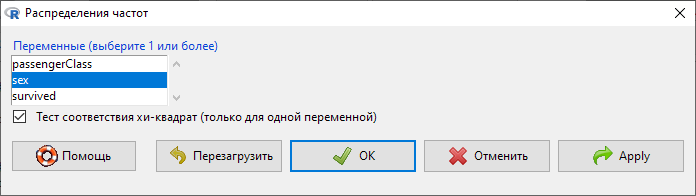 Распределения частот
Переменные (выберите 1 или более)
passengerClass
sex
survived
Тест соответствия хи-квадрат (только для одной переменной)
Помощь Перезагрузить OK Отменить Apply